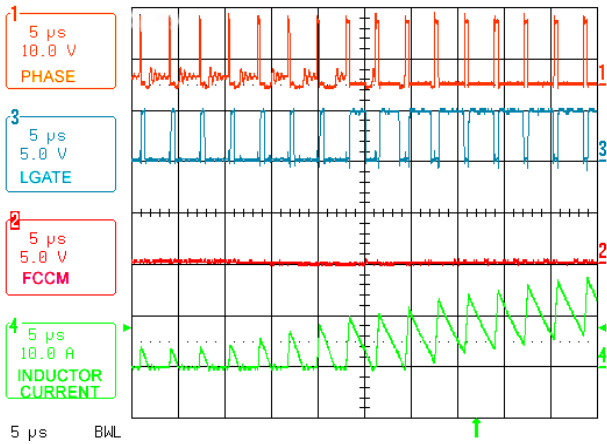 1
5 µs
10.0 V
PHASE
1
3
5 µs
5.0 V
LGATE
3
2
5 µs
5.0 V
FCCM
2
4
5 µs
10.0 A
INDUCTOR
CURRENT
4
5 µs BWL